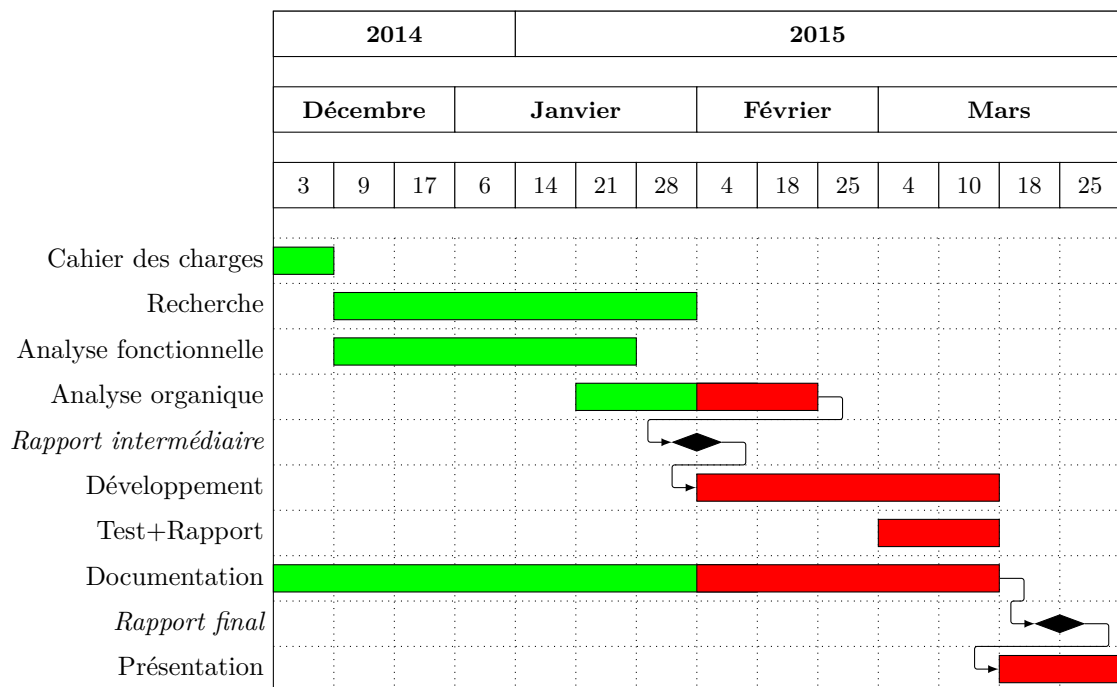 2014 2015
Décembre Janvier Février Mars
3 9 17 6 14 21 28 4 18 25 4 10 18 25
Cahier des charges
Recherche
Analyse fonctionnelle
Analyse organique
Rapport intermédiaire
Développement
Test+Rapport
Documentation
Rapport final
Présentation